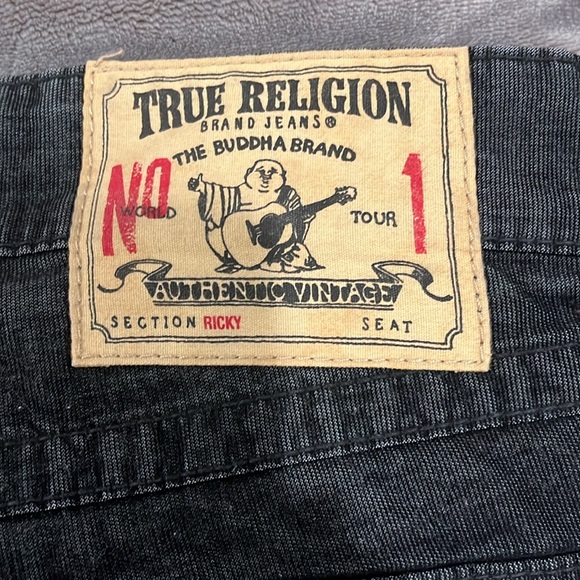 TRUE RELIGION
BRAND JEANS®
THE BUDDHA BRAND
NO 1
WORLD TOUR
AUTHENTIC VINTAGE
SECTION RICKY SEAT